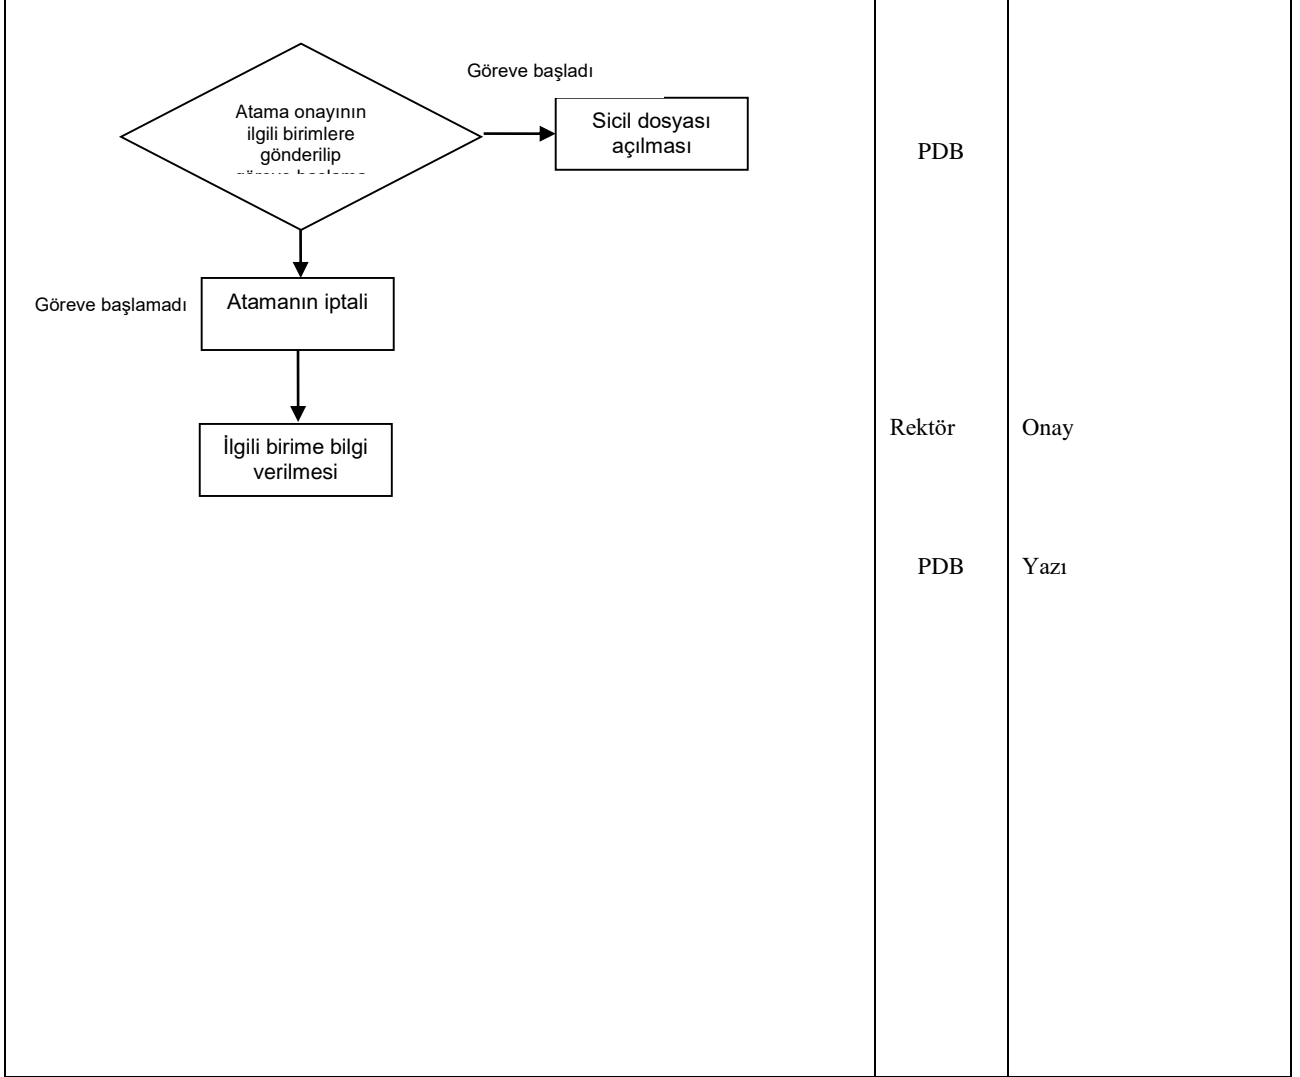 Göreve başladı
Atama onayının
ilgili birimlere
gönderilip
Sicil dosyası
açılması
PDB
Göreve başlamadı
Atamanın iptali
Rektör
Onay
İlgili birime bilgi
verilmesi
PDB
Yazı